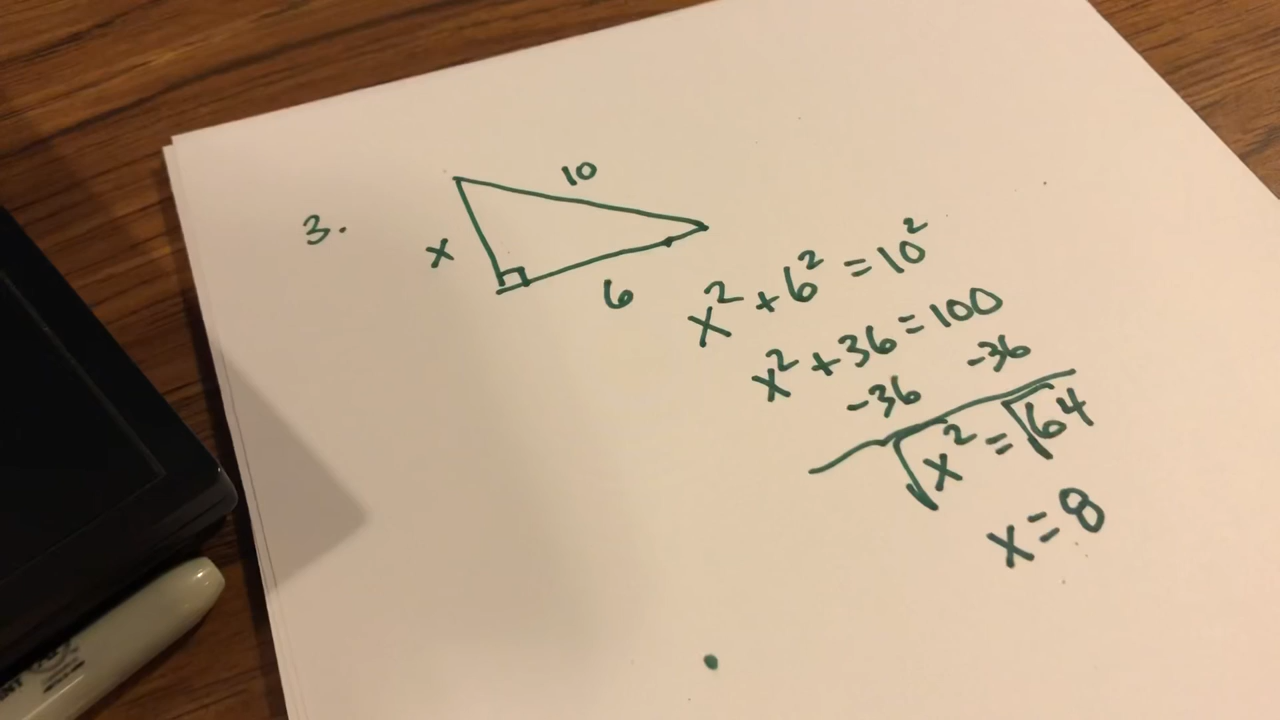 3.
10
x
6
x² + 6² = 10²
x² + 36 = 100
-36 -36
√x² = √64
x = 8